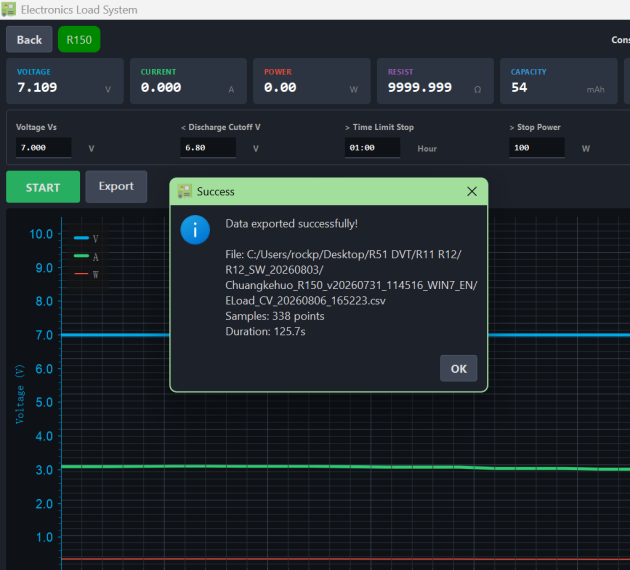 Electronics Load System
Back
R150
Cons
VOLTAGE
7.109 V
CURRENT
0.000 A
POWER
0.00 W
RESIST
9999.999 Ω
CAPACITY
54 mAh
Voltage Vs
7.000 V
< Discharge Cutoff V
6.80 V
> Time Limit Stop
01:00 Hour
> Stop Power
100 W
START
Export
Success
Data exported successfully!
File: C:/Users/rockp/Desktop/R51 DVT/R11 R12/
R12_SW_20260803/
Chuangkehuo_R150_v20260731_114516_WIN7_EN/
ELoad_CV_20260806_165223.csv
Samples: 338 points
Duration: 125.7s
OK
V
A
W
Voltage (V)
10.0
9.0
8.0
7.0
6.0
5.0
4.0
3.0
2.0
1.0